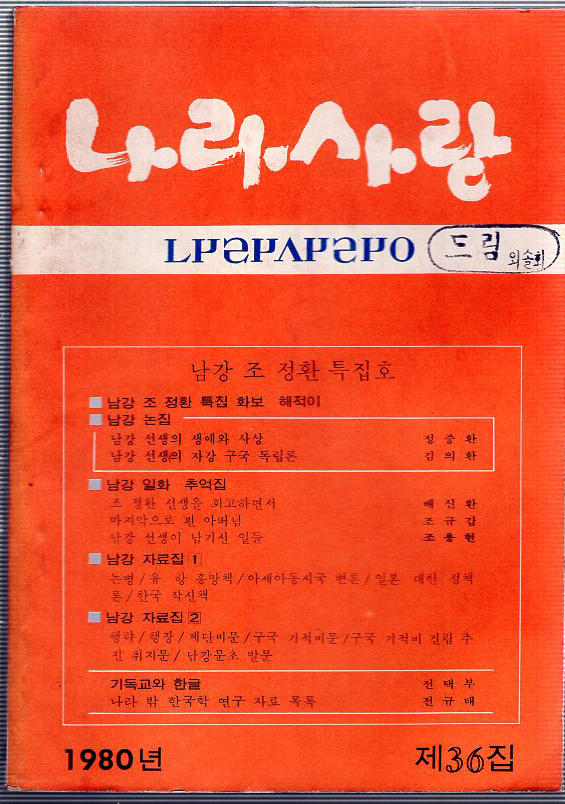 나라사랑
ㄴㅏㄹㅏㅅㅏㄹㅏㅇ
드림
외솔회
남강 조 정환 특집호
남강 조 정환 특집 화보 해적이
남강 논집
남강 선생의 생애와 사상 정 중 환
남강 선생의 자강 구국 독립론 김 의 환
남강 일화 추억집
조 정환 선생을 회고하면서 배 신 환
마지막으로 뵌 아버님 조 규 갑
남강 선생이 남기신 일들 조 용 현
남강 자료집 1
논병/유 항 흥망책/아세아동시국 변론/일본 대한 정책
론/한국 작신책
남강 자료집 2
행략/행장/제단비문/구국 기적비문/구국 기적비 건립 추
진 취지문/남강문초 발문
기독교와 한글 전 택 부
나라 밖 한국학 연구 자료 목록 전 규 태
1980년
제36집